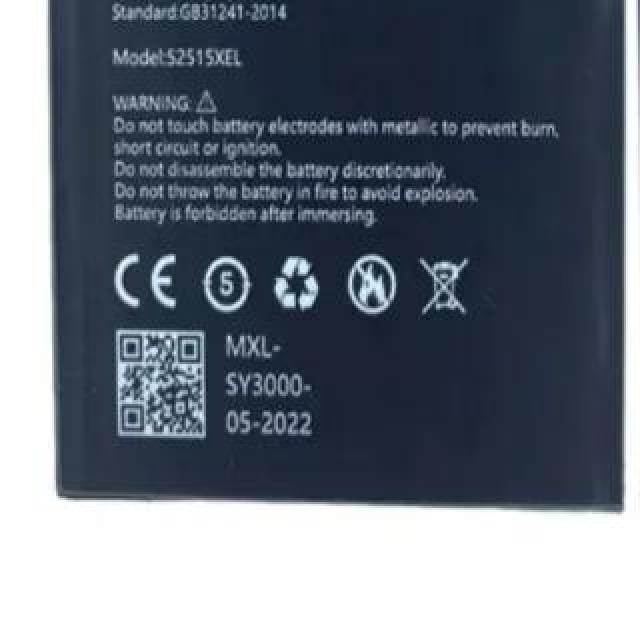 Standard:GB31241-2014
Model:S2515XEL
WARNING:
Do not touch battery electrodes with metallic to prevent burn,
short circuit or ignition.
Do not disassemble the battery discretionarily.
Do not throw the battery in fire to avoid explosion.
Battery is forbidden after immersing.
CE 5
MXL-
SY3000-
05-2022